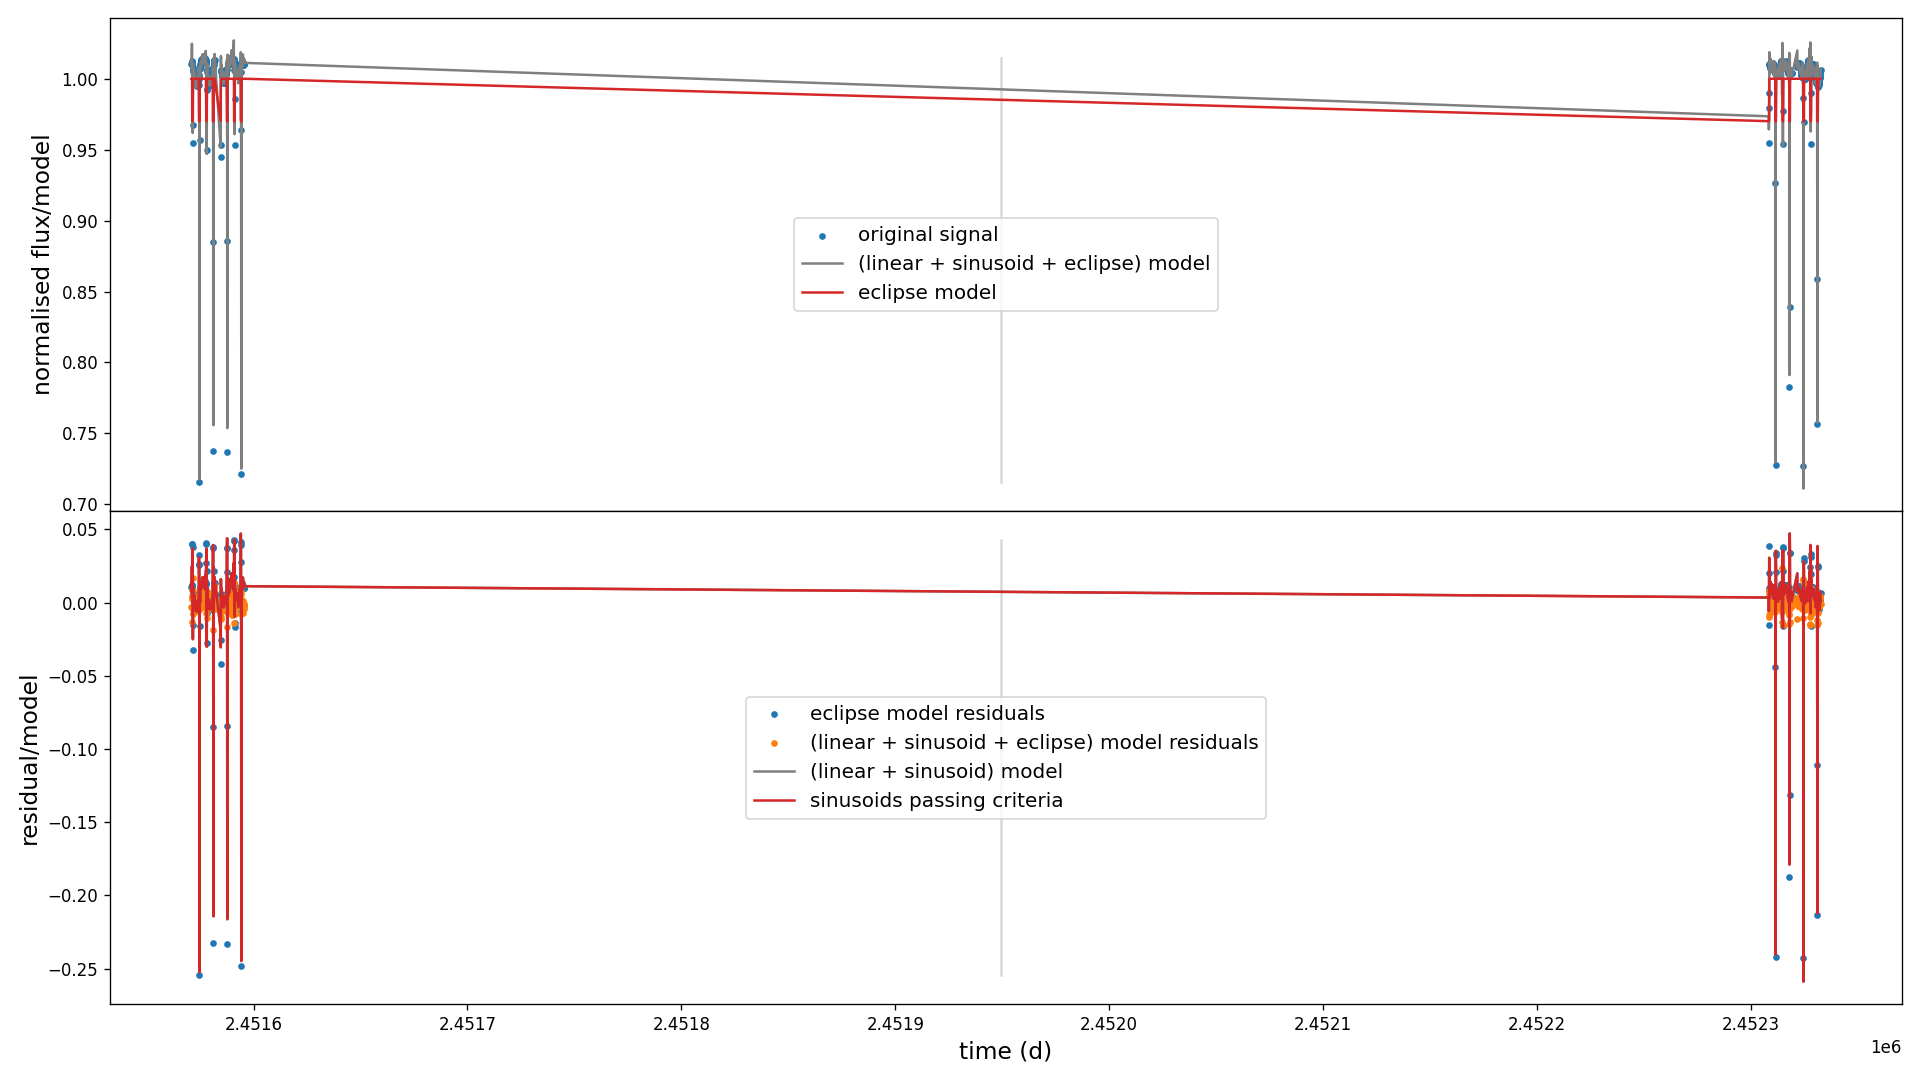 normalised flux/model
1.00
0.95
0.90
0.85
0.80
0.75
0.70
original signal
(linear + sinusoid + eclipse) model
eclipse model
residual/model
0.05
0.00
−0.05
−0.10
−0.15
−0.20
−0.25
eclipse model residuals
(linear + sinusoid + eclipse) model residuals
(linear + sinusoid) model
sinusoids passing criteria
2.4516 2.4517 2.4518 2.4519 2.4520 2.4521 2.4522 2.4523
1e6
time (d)